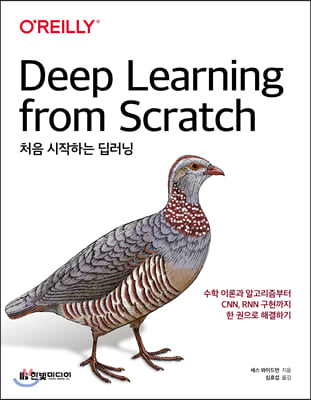 O'REILLY®
Deep Learning
from Scratch
처음 시작하는 딥러닝
수학 이론과 알고리즘부터
CNN, RNN 구현까지
한 권으로 해결하기
세스 와이드먼 지음
심효섭 옮김
한빛미디어